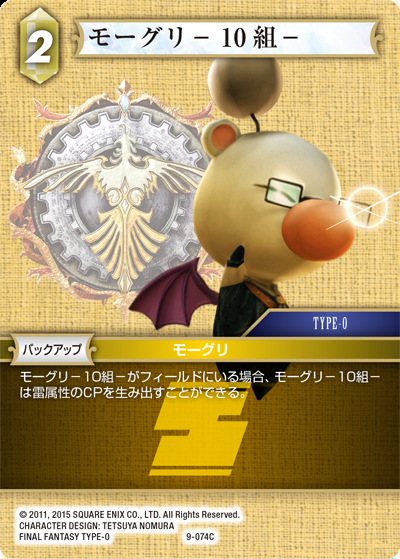 2
モーグリ－10組－
TYPE-0
バックアップ
モーグリ
モーグリ－10組－がフィールドにいる場合、モーグリ－10組－
は雷属性のCPを生み出すことができる。
© 2011, 2015 SQUARE ENIX CO., LTD. All Rights Reserved.
CHARACTER DESIGN: TETSUYA NOMURA
FINAL FANTASY TYPE-0 9-074C